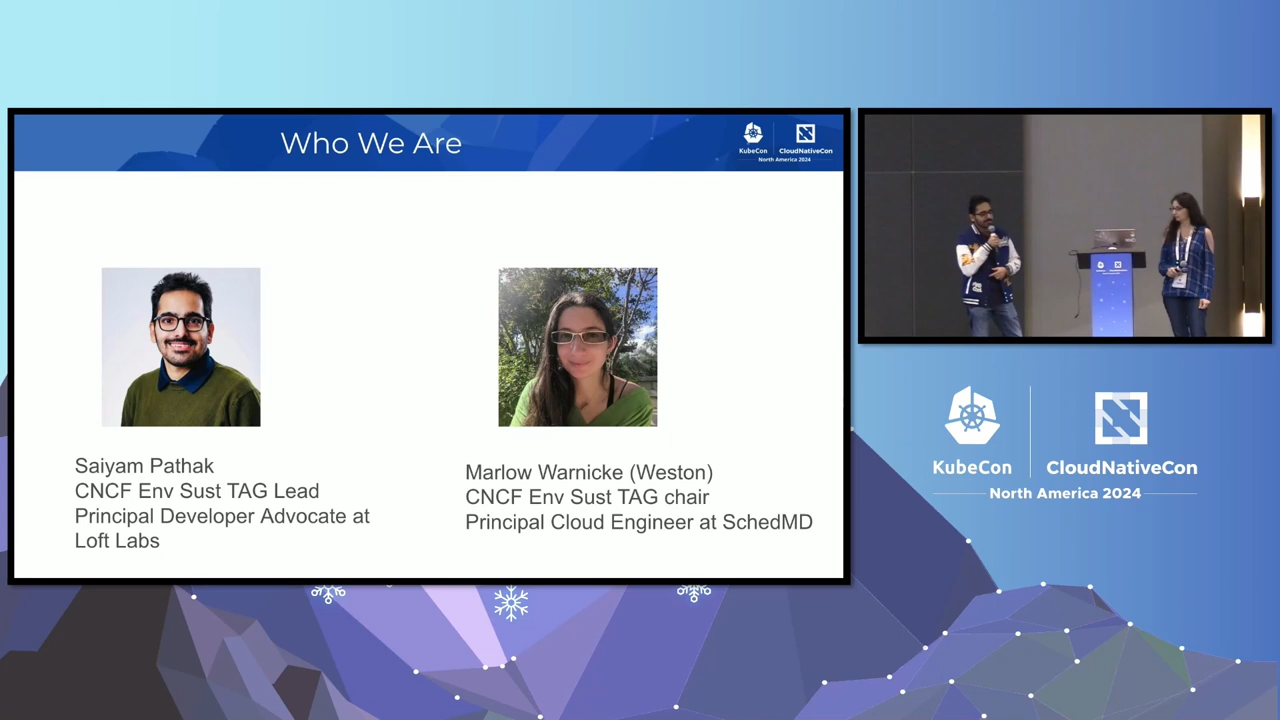 Who We Are
KubeCon
CloudNativeCon
North America 2024
Saiyam Pathak
CNCF Env Sust TAG Lead
Principal Developer Advocate at
Loft Labs
Marlow Warnicke (Weston)
CNCF Env Sust TAG chair
Principal Cloud Engineer at SchedMD
KubeCon
CloudNativeCon
North America 2024